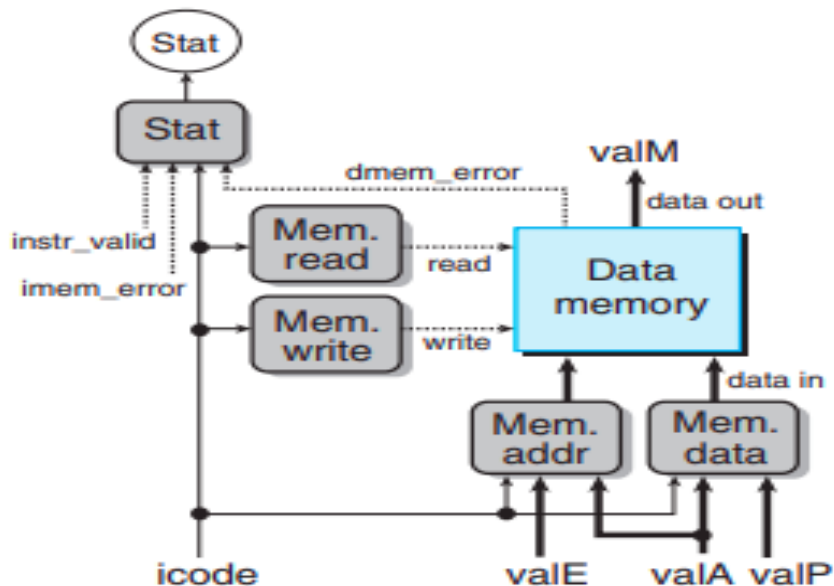 Stat
Stat
valM
dmem_error
data out
instr_valid
Mem.
read
read
Data
memory
imem_error
Mem.
write
write
data in
Mem.
addr
Mem.
data
icode
valE
valA
valP